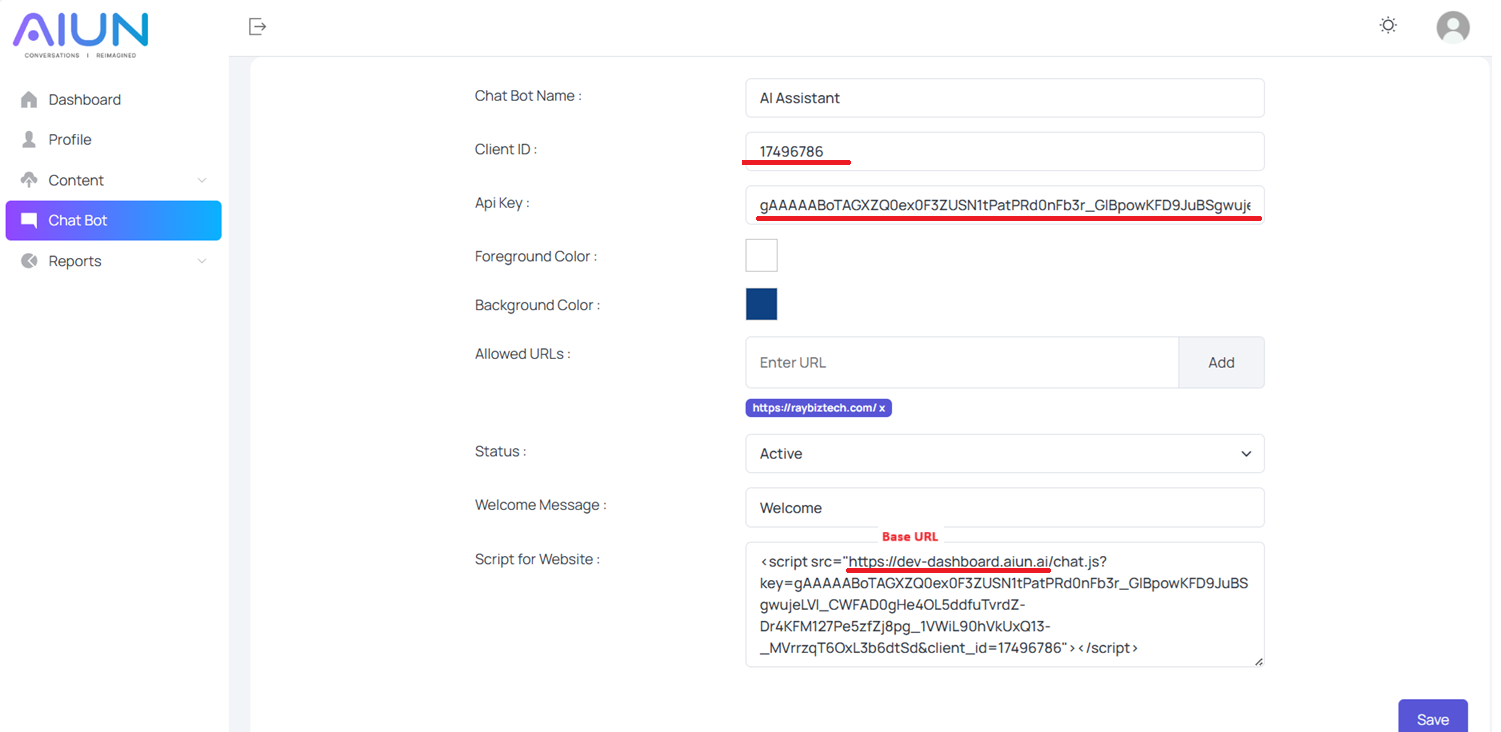 AIUN
CONVERSATIONS | REIMAGINED
Dashboard
Profile
Content
Chat Bot
Reports
Chat Bot Name :
AI Assistant
Client ID :
17496786
Api Key :
gAAAAABoTAGXZQ0ex0F3ZUSN1tPatPRd0nFb3r_GlBpowKFD9JuBSgwuje
Foreground Color :
Background Color :
Allowed URLs :
Enter URL
Add
https://raybiztech.com/ x
Status :
Active
Welcome Message :
Welcome
Base URL
Script for Website :
<script src="https://dev-dashboard.aiun.ai/chat.js?
key=gAAAAABoTAGXZQ0ex0F3ZUSN1tPatPRd0nFb3r_GlBpowKFD9JuBS
gwujeLVl_CWFAD0gHe4OL5ddfuTvrdZ-
Dr4KFM127Pe5zfZj8pg_1VWiL90hVkUxQ13-
_MVrrzqT6OxL3b6dtSd&client_id=17496786"></script>
Save